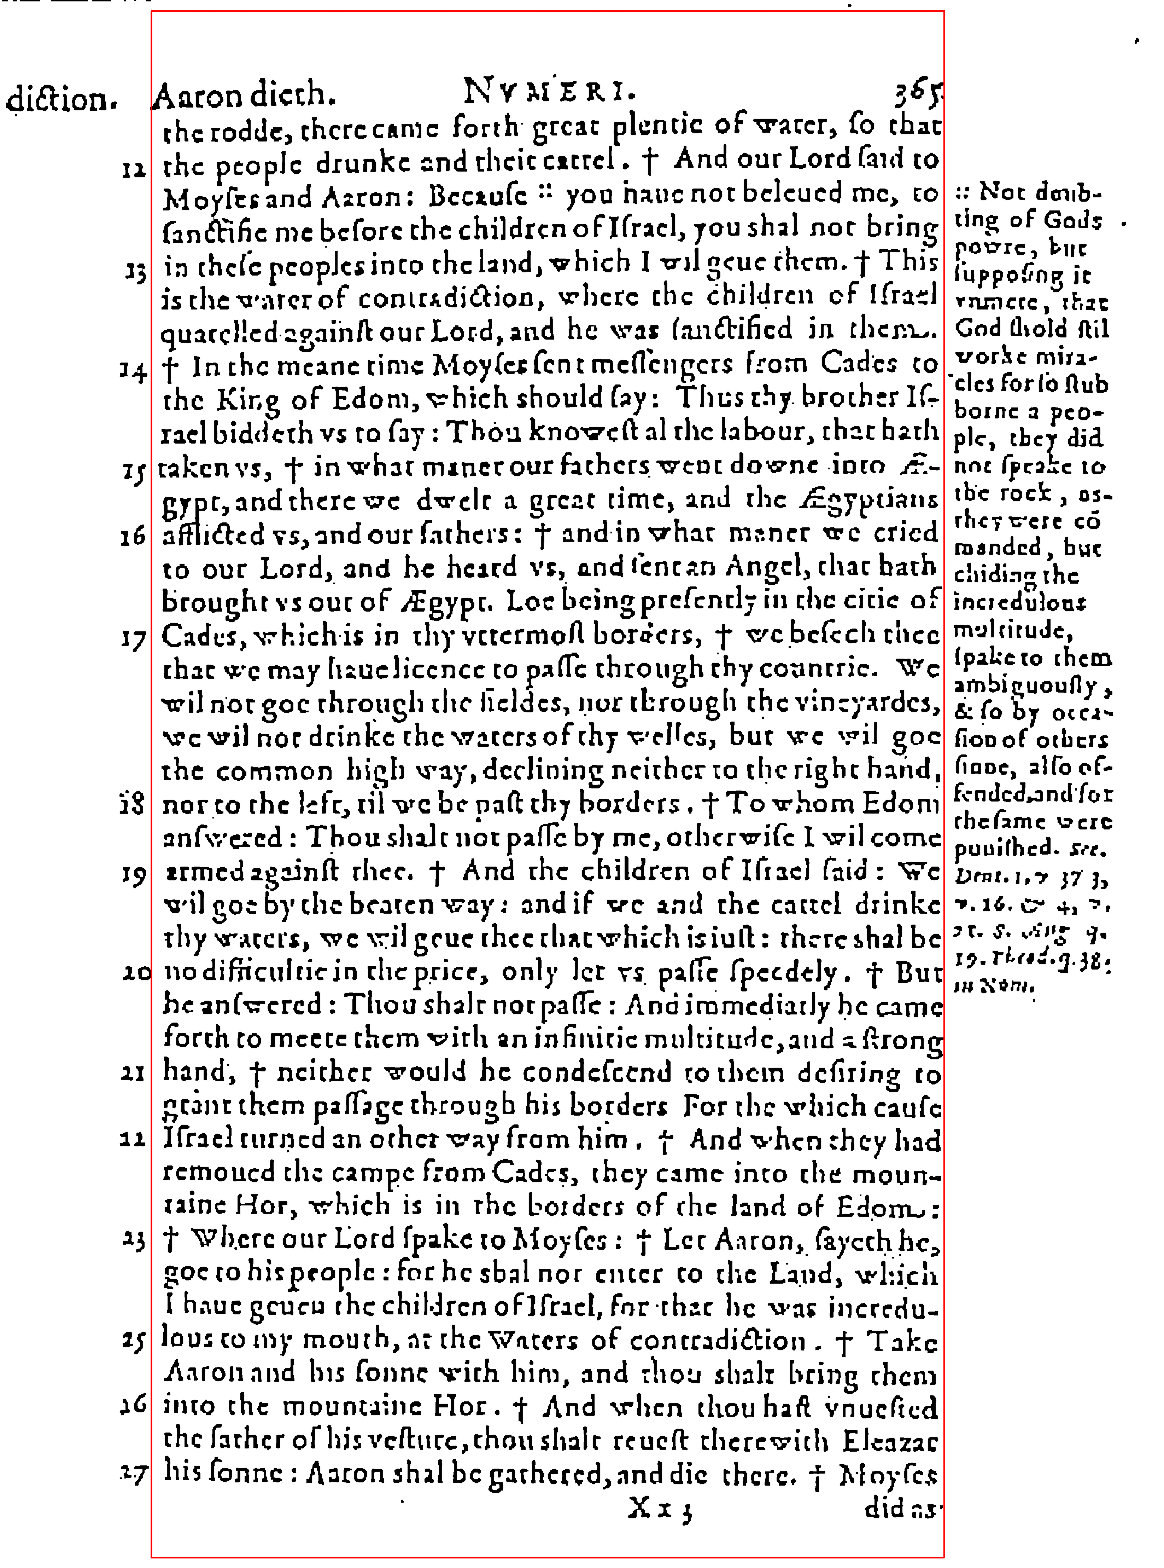 diction. Aaron dieth. NVMERI. 365.
the rodde, there came forth great plentie of water, ſo that
12 the people drunke and their cattel. † And our Lord ſaid to
Moyſes and Aaron: Becauſe :: you haue not beleued me, to
ſanctifie me before the children of Iſrael, you shal not bring
13 in theſe peoples into the land, which I wil geue them. † This
is the water of contradiction, where the children of Iſrael
quarelled againſt our Lord, and he was ſanctified in them.
14 † In the meane time Moyſes ſent meſſengers from Cades to
the King of Edom, which should ſay: Thus thy brother Iſ-
rael biddeth vs to ſay: Thou knoweſt al the labour, that hath
15 taken vs, † in what maner our fathers went downe into Æ-
gypt, and there we dwelt a great time, and the Ægyptians
16 afflicted vs, and our fathers: † and in what maner we cried
to our Lord, and he heard vs, and ſent an Angel, that hath
brought vs out of Ægypt. Loe being preſently in the citie of
17 Cades, which is in thy vttermoſt borders, † we beſech thee
that we may haue licence to paſſe through thy countrie. We
wil not goe through the fieldes, nor through the vineyardes,
we wil not drinke the waters of thy welles, but we wil goe
the common high way, declining neither to the right hand,
18 nor to the left, til we be paſt thy borders. † To whom Edom
anſwered: Thou shalt not paſſe by me, otherwiſe I wil come
19 armed againſt thee. † And the children of Iſrael ſaid: We
wil goe by the beaten way: and if we and the cattel drinke
thy waters, we wil geue thee that which is iuſt: there shal be
20 no difficultie in the price, only let vs paſſe ſpeedely. † But
he anſwered: Thou shalt not paſſe: And immediatly he came
forth to meete them with an infinitie multitude, and a ſtrong
21 hand, † neither would he condeſcend to them deſiring to
grant them paſſage through his borders For the which cauſe
22 Iſrael turned an other way from him. † And when they had
remoued the campe from Cades, they came into the moun-
taine Hor, which is in the borders of the land of Edom:
23 † Where our Lord ſpake to Moyſes: † Let Aaron, ſayeth he,
goe to his people: for he shal not enter to the Land, which
I haue geuen the children of Iſrael, for that he was incredu-
25 lous to my mouth, at the Waters of contradiction. † Take
Aaron and his ſonne with him, and thou shalt bring them
26 into the mountaine Hor. † And when thou haſt vnueſted
the father of his veſture, thou shalt reueſt therewith Eleazar
27 his ſonne: Aaron shal be gathered, and die there. † Moyſes
Xx 3 did as
:: Not doub-
ting of Gods
powre, but
ſuppoſing it
vnmete, that
God ſhold ſtil
worke mira-
cles for ſo ſtub
borne a peo-
ple, they did
not ſpeake to
the rock, as
they were cō
manded, but
chiding the
incredulous
multitude,
ſpake to them
ambiguouſly,
& ſo by occa-
ſion of others
ſinne, alſo of-
fended, and for
the ſame were
puniſhed. See.
Deut. 1, v 37 3,
v. 16. & 4, v.
21. S. Aug q.
19. Theod. q. 38.
in Num.